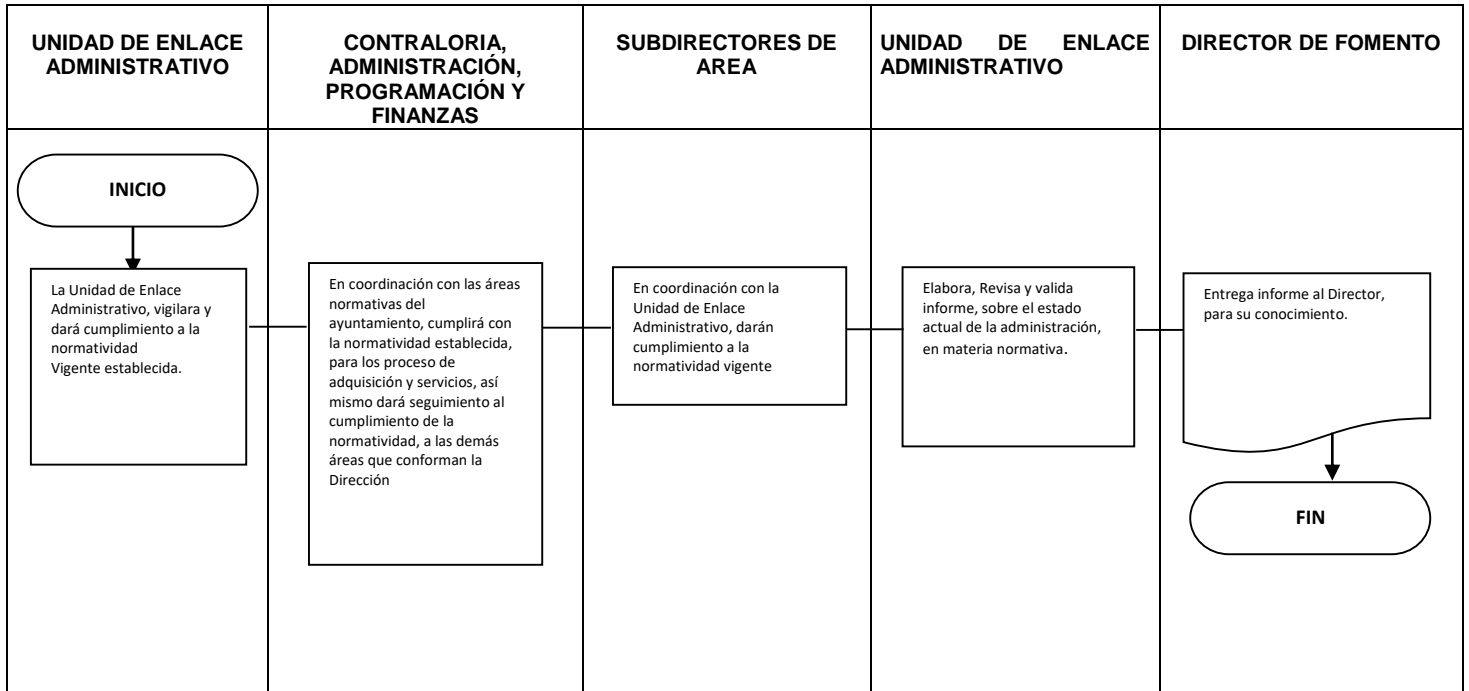 UNIDAD DE ENLACE
ADMINISTRATIVO
CONTRALORIA,
ADMINISTRACIÓN,
PROGRAMACIÓN Y
FINANZAS
SUBDIRECTORES DE
AREA
UNIDAD DE ENLACE
ADMINISTRATIVO
DIRECTOR DE FOMENTO
INICIO
La Unidad de Enlace
Administrativo, vigilara y
dará cumplimiento a la
normatividad
Vigente establecida.
En coordinación con las áreas
normativas del
ayuntamiento, cumplirá con
la normatividad establecida,
para los proceso de
adquisición y servicios, así
mismo dará seguimiento al
cumplimiento de la
normatividad, a las demás
áreas que conforman la
Dirección
En coordinación con la
Unidad de Enlace
Administrativo, darán
cumplimiento a la
normatividad vigente
Elabora, Revisa y valida
informe, sobre el estado
actual de la administración,
en materia normativa.
Entrega informe al Director,
para su conocimiento.
FIN